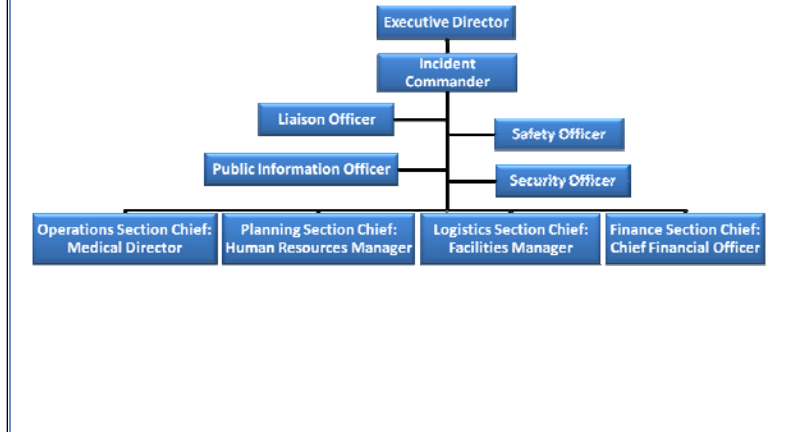 Executive Director
Incident
Commander
Liaison Officer
Safety Officer
Public Information Officer
Security Officer
Operations Section Chief:
Medical Director
Planning Section Chief:
Human Resources Manager
Logistics Section Chief:
Facilities Manager
Finance Section Chief:
Chief Financial Officer